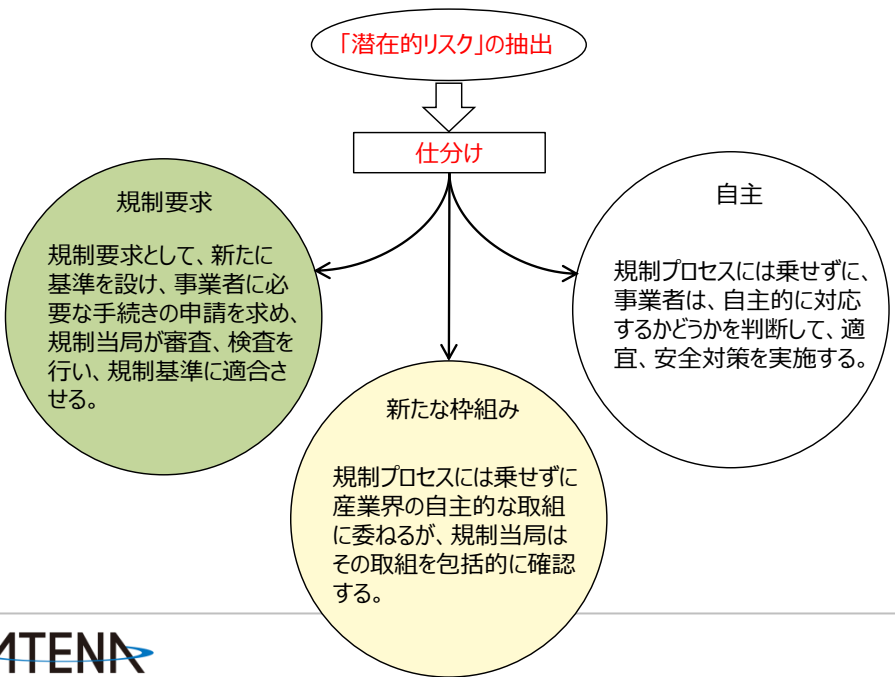 「潜在的リスク」の抽出
仕分け
規制要求
規制要求として、新たに
基準を設け、事業者に必
要な手続きの申請を求め、
規制当局が審査、検査を
行い、規制基準に適合さ
せる。
新たな枠組み
規制プロセスには乗せずに
産業界の自主的な取組
に委ねるが、規制当局は
その取組を包括的に確認
する。
自主
規制プロセスには乗せずに、
事業者は、自主的に対応
するかどうかを判断して、適
宜、安全対策を実施する。
ATENA